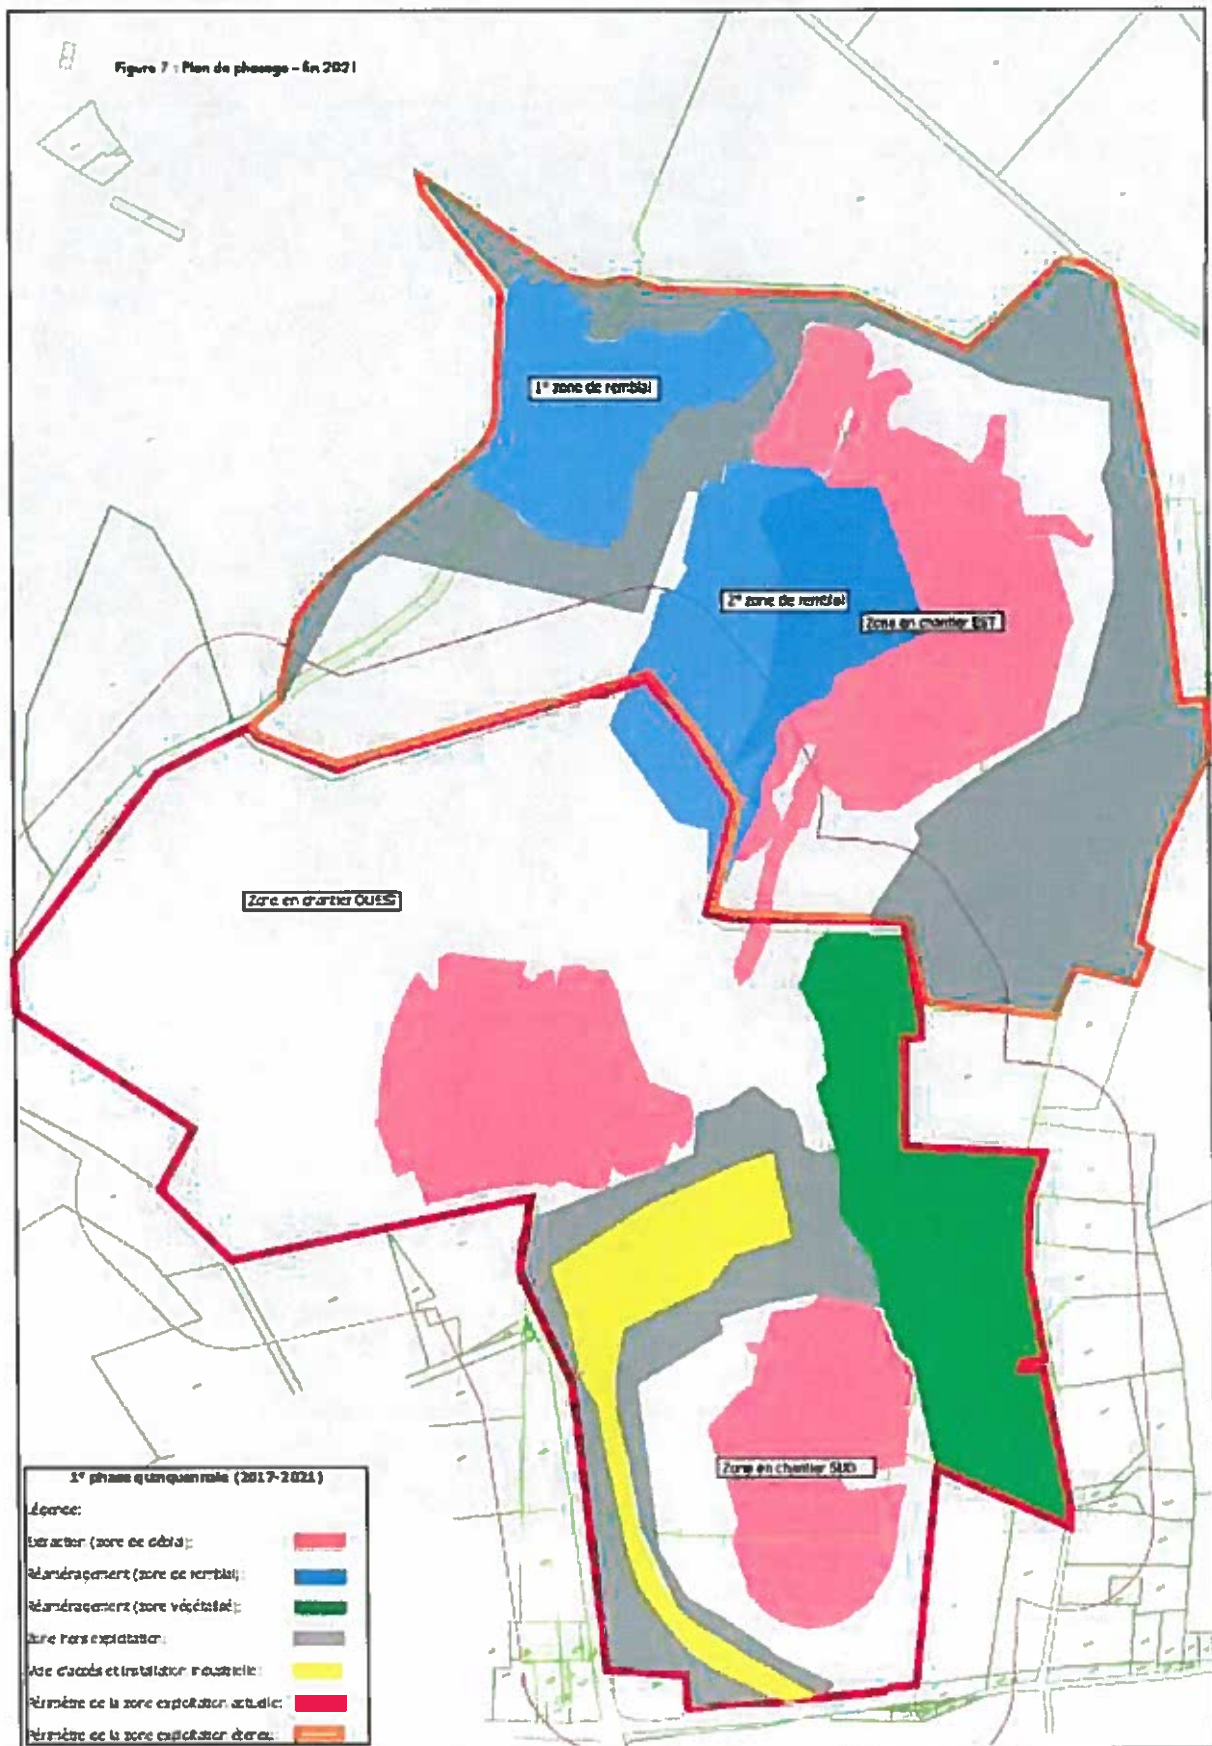 Figure 7 : Plan de phasage – fin 2021
1° zone de remblai
2° zone de remblai
Zone en chantier EST
Zone en chantier OUEST
Zone en chantier SUD
1° phase quinquennale (2017-2021)
Légende:
Extraction (zone de déblai):
Réaménagement (zone de remblai):
Réaménagement (zone végétalisé):
Zone hors exploitation:
Voie d'accès et installation industrielle:
Périmètre de la zone exploitation actuelle:
Périmètre de la zone exploitation étendu: